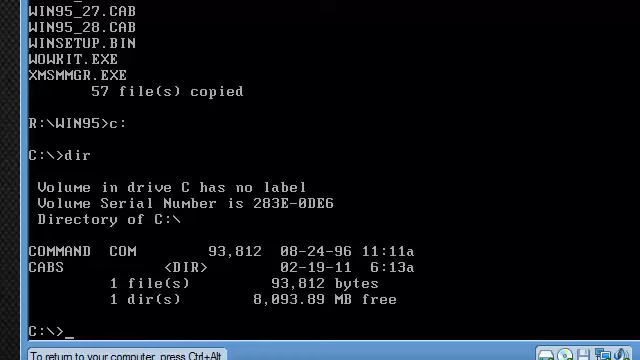 WIN95_27.CAB
WIN95_28.CAB
WINSETUP.BIN
WOWKIT.EXE
XMSMMGR.EXE
57 file(s) copied
R:\WIN95>c:
C:\>dir
Volume in drive C has no label
Volume Serial Number is 283E-0DE6
Directory of C:\
COMMAND  COM        93,812  08-24-96 11:11a
CABS         <DIR>        02-19-11  6:13a
1 file(s)         93,812 bytes
1 dir(s)        8,093.89 MB free
C:\>_
To return to your computer, press Ctrl+Alt